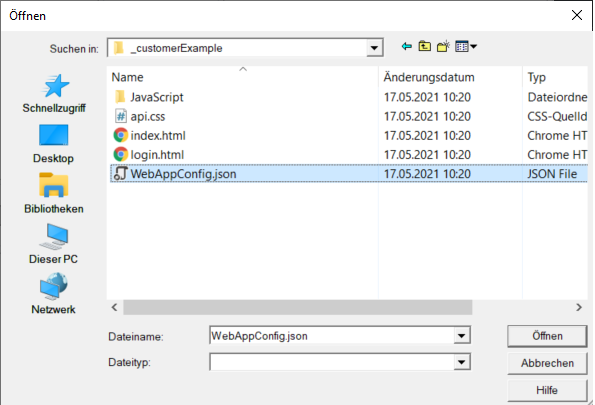 Öffnen
Suchen in: _customerExample
Name Änderungsdatum Typ
JavaScript 17.05.2021 10:20 Dateiordne
api.css 17.05.2021 10:20 CSS-Quelld
index.html 17.05.2021 10:20 Chrome HT
login.html 17.05.2021 10:20 Chrome HT
WebAppConfig.json 17.05.2021 10:20 JSON File
Schnellzugriff
Desktop
Bibliotheken
Dieser PC
Netzwerk
Dateiname: WebAppConfig.json Öffnen
Dateityp: Abbrechen
Hilfe